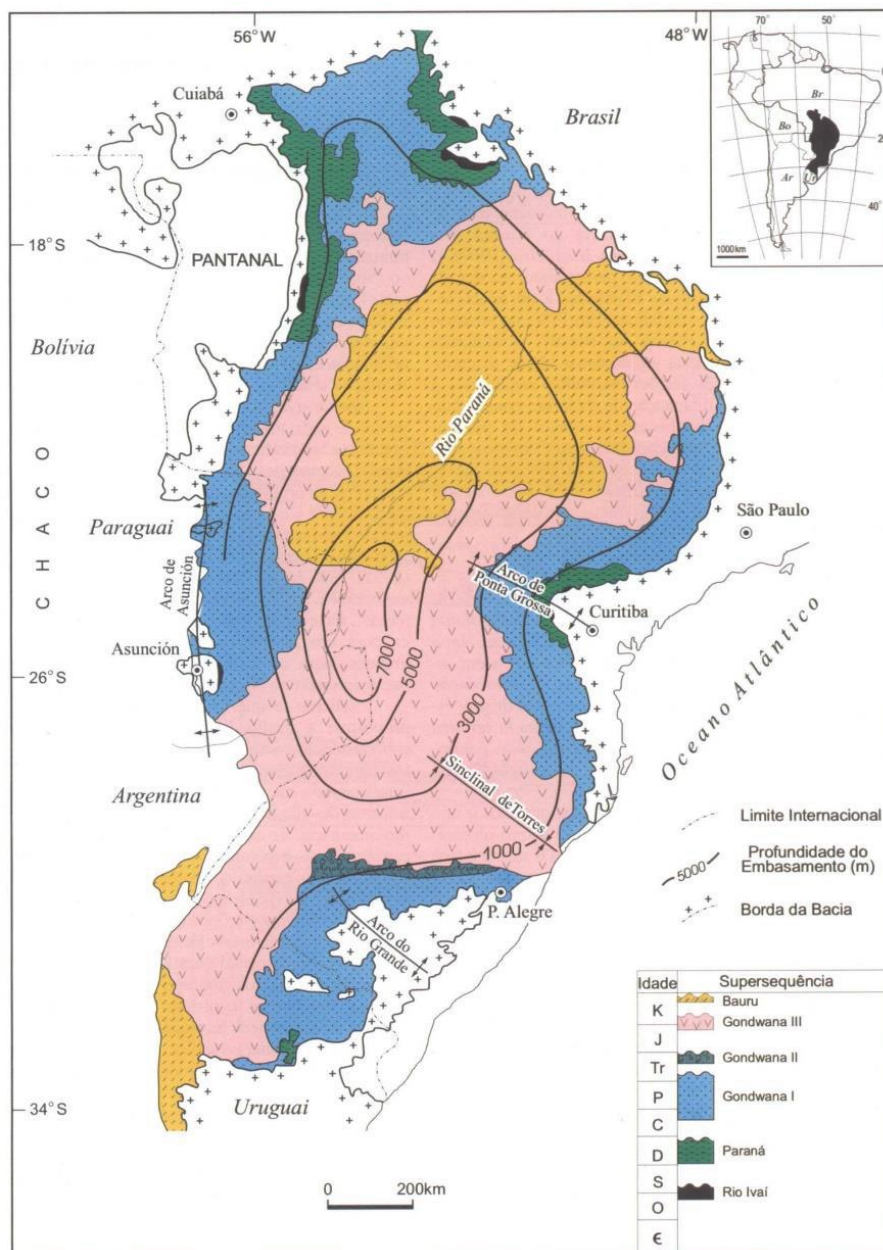 56°W
48°W
70°
50°
Br
Bo
Ar
Ur
2
40°
1000km
Cuiabá
Brasil
18°S
PANTANAL
Bolívia
Rio Paraná
CHACO
Paraguai
Arco de
Asunción
São Paulo
Arco de
Ponta Grossa
Curitiba
Asunción
26°S
7000
5000
3000
Oceano Atlântico
Sinclinal de Torres
Argentina
1000
Limite Internacional
5000
Profundidade do
Embasamento (m)
Borda da Bacia
P. Alegre
Arco do
Rio Grande
Idade
Supersequência
K
Bauru
Gondwana III
J
Tr
Gondwana II
P
Gondwana I
C
D
Paraná
S
Rio Ivaí
O
Є
34°S
Uruguai
0
200km